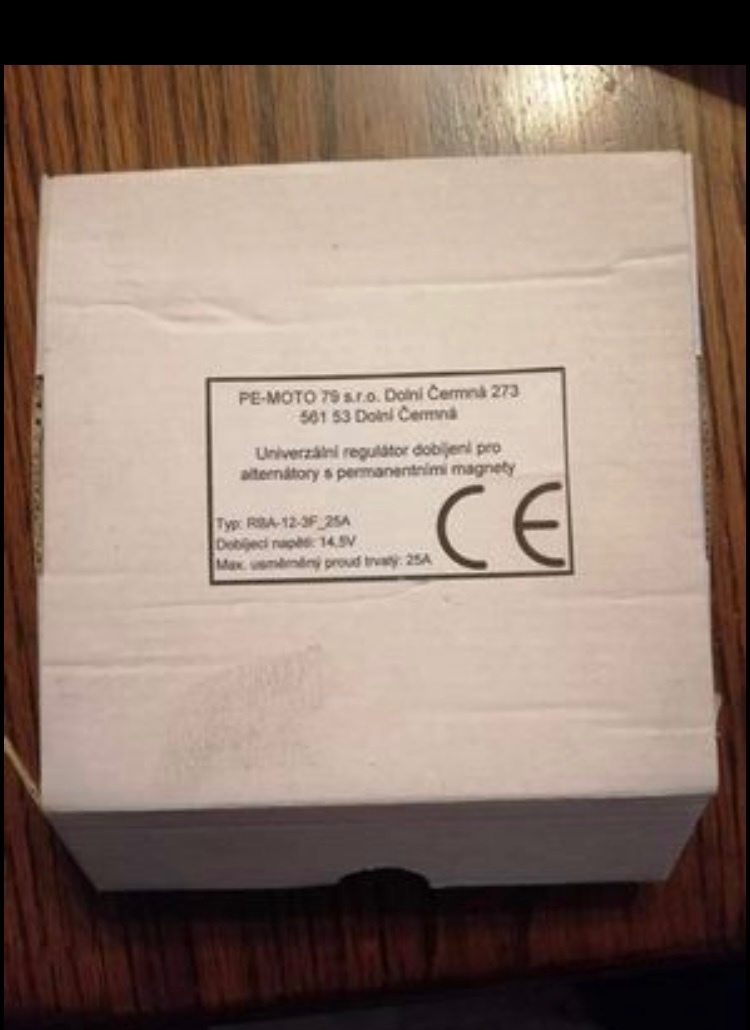 PE-MOTO 79 s.r.o. Dolní Čermná 273
561 53 Dolní Čermná
Univerzální regulátor dobíjení pro
alternátory s permanentními magnety
Typ: RBA-12-3F_25A
Dobíjecí napětí: 14,5V
Max. usměrněný proud trvalý: 25A
CE